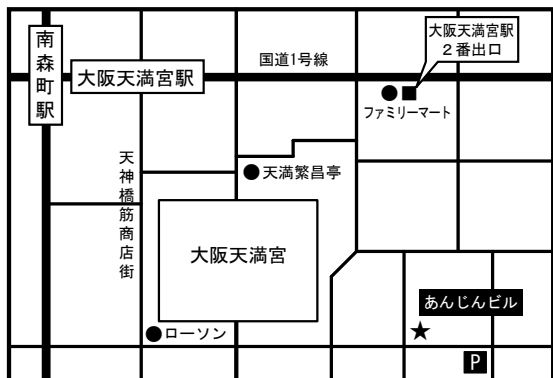 南森町駅
大阪天満宮駅
国道1号線
大阪天満宮駅
２番出口
ファミリーマート
天満繁昌亭
天神橋筋商店街
大阪天満宮
あんじんビル
ローソン
P